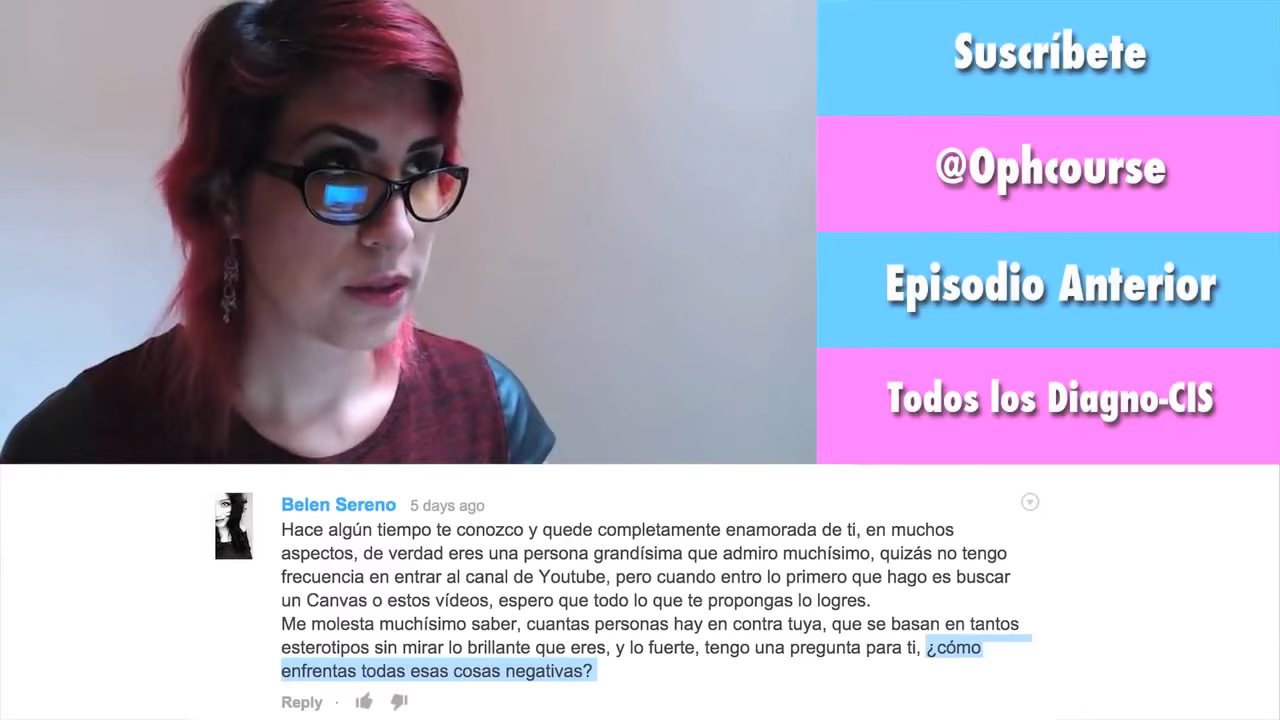 Suscríbete
@Ophcourse
Episodio Anterior
Todos los Diagno-CIS
Belen Sereno 5 days ago
Hace algún tiempo te conozco y quede completamente enamorada de ti, en muchos
aspectos, de verdad eres una persona grandísima que admiro muchísimo, quizás no tengo
frecuencia en entrar al canal de Youtube, pero cuando entro lo primero que hago es buscar
un Canvas o estos vídeos, espero que todo lo que te propongas lo logres.
Me molesta muchísimo saber, cuantas personas hay en contra tuya, que se basan en tantos
esterotipos sin mirar lo brillante que eres, y lo fuerte, tengo una pregunta para ti, ¿cómo
enfrentas todas esas cosas negativas?
Reply ·